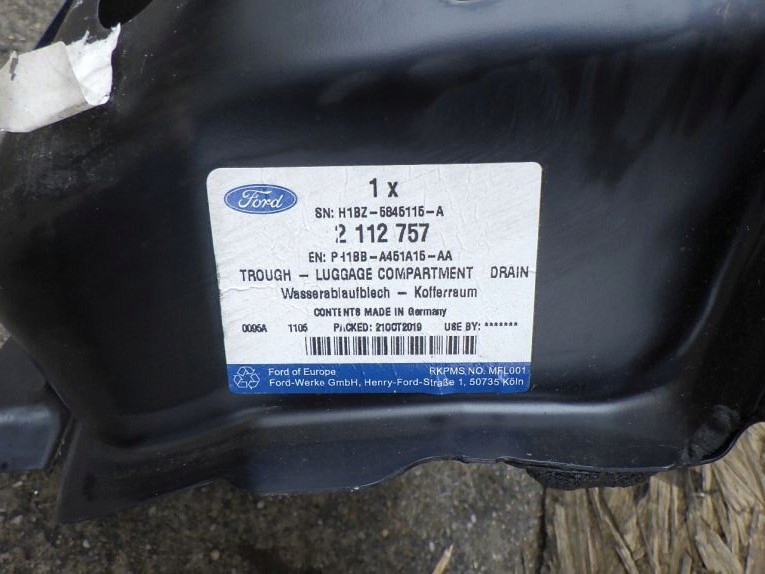 Ford
1 x
SN: H1BZ-5845115-A
2 112 757
EN: PH1BB-A451A15-AA
TROUGH - LUGGAGE COMPARTMENT DRAIN
Wasserablaufblech - Kofferraum
CONTENTS MADE IN Germany
0095A 1105 PACKED: 21OCT2019 USE BY: *******
Ford of Europe RKPMS NO. MFL001
Ford-Werke GmbH, Henry-Ford-Straße 1, 50735 Köln